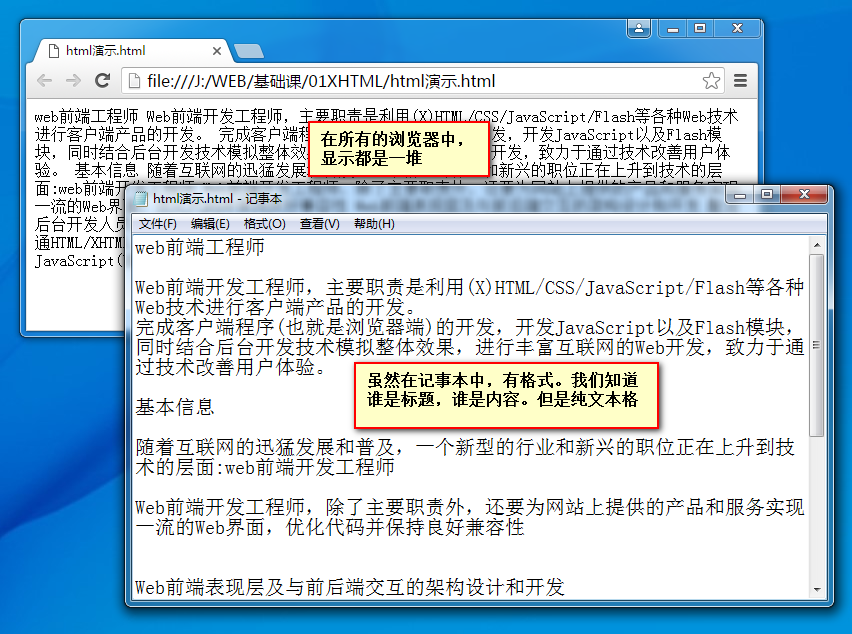 html演示.html
file:///J:/WEB/基础课/01XHTML/html演示.html
web前端工程师 Web前端开发工程师，主要职责是利用(X)HTML/CSS/JavaScript/Flash等各种Web技术
进行客户端产品的开发。 完成客户端程
发，开发JavaScript以及Flash模
块，同时结合后台开发技术模拟整体效
开发，致力于通过技术改善用户体
验。 基本信息 随着互联网的迅猛发展
和新兴的职位正在上升到技术的层
面:web前端开
一流的Web界
后台开发人员
通HTML/XHTM
JavaScript(
在所有的浏览器中，
显示都是一堆
html演示.html - 记事本
文件(F) 编辑(E) 格式(O) 查看(V) 帮助(H)
web前端工程师
Web前端开发工程师，主要职责是利用(X)HTML/CSS/JavaScript/Flash等各种
Web技术进行客户端产品的开发。
完成客户端程序(也就是浏览器端)的开发，开发JavaScript以及Flash模块，
同时结合后台开发技术模拟整体效果，进行丰富互联网的Web开发，致力于通
过技术改善用户体验。
虽然在记事本中，有格式。我们知道
谁是标题，谁是内容。但是纯文本格
基本信息
随着互联网的迅猛发展和普及，一个新型的行业和新兴的职位正在上升到技
术的层面:web前端开发工程师
Web前端开发工程师，除了主要职责外，还要为网站上提供的产品和服务实现
一流的Web界面，优化代码并保持良好兼容性
Web前端表现层及与前后端交互的架构设计和开发